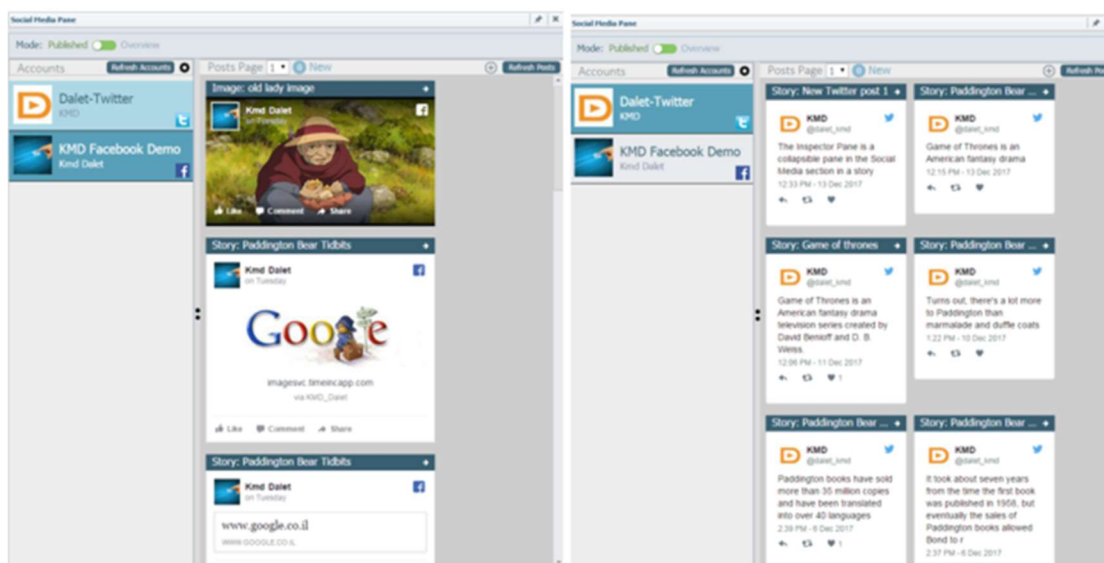 Social Media Pane
Mode: Published Overview
Accounts Refresh Accounts
Posts Page 1 0 New Refresh Posts
Dalet-Twitter
KMD
KMD Facebook Demo
Kmd Dalet
Image: old lady image
Kmd Dalet
on Tuesday
Like Comment Share
Story: Paddington Bear Tidbits
Kmd Dalet
on Tuesday
Google
imagesvc.timeincapp.com
via KMD_Dalet
Like Comment Share
Story: Paddington Bear Tidbits
Kmd Dalet
on Tuesday
www.google.co.il
WWW.GOOGLE.CO.IL
Social Media Pane
Mode: Published Overview
Accounts Refresh Accounts
Posts Page 1 0 New Refresh Pos
Dalet-Twitter
KMD
KMD Facebook Demo
Kmd Dalet
Story: New Twitter post 1
KMD
@dalet_kmd
The Inspector Pane is a
collapsible pane in the Social
Media section in a story
12:33 PM - 13 Dec 2017
Story: Paddington Bear ...
KMD
@dalet_kmd
Game of Thrones is an
American fantasy drama
12:15 PM - 13 Dec 2017
Story: Game of thrones
KMD
@dalet_kmd
Game of Thrones is an
American fantasy drama
television series created by
David Benioff and D. B.
Weiss.
12:06 PM - 11 Dec 2017
1
Story: Paddington Bear ...
KMD
@dalet_kmd
Turns out, there's a lot more
to Paddington than
marmalade and duffle coats
1:22 PM - 10 Dec 2017
Story: Paddington Bear ...
KMD
@dalet_kmd
Paddington books have sold
more than 35 million copies
and have been translated
into over 40 languages
2:39 PM - 6 Dec 2017
1
Story: Paddington Bear ...
KMD
@dalet_kmd
It took about seven years
from the time the first book
was published in 1958, but
eventually the sales of
Paddington books allowed
Bond to r
2:37 PM - 6 Dec 2017